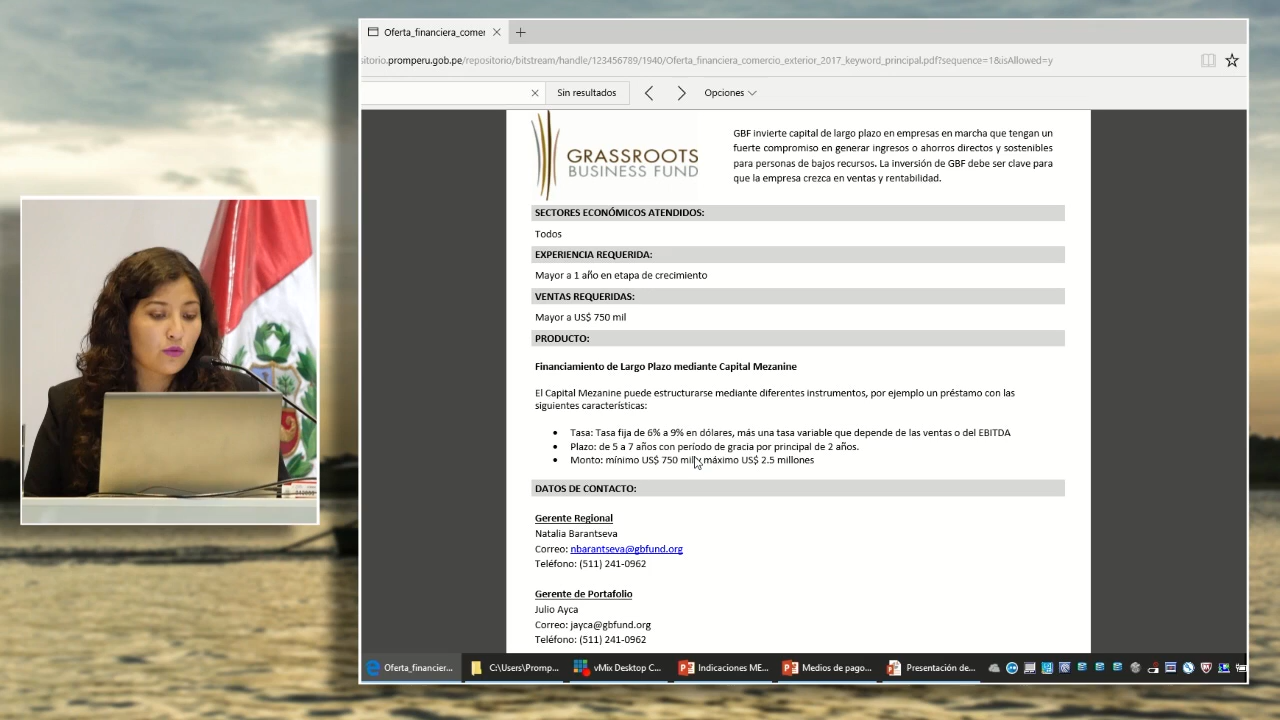 Oferta_financiera_comer
itorio.promperu.gob.pe/repositorio/bitstream/handle/123456789/1940/Oferta_financiera_comercio_exterior_2017_keyword_principal.pdf?sequence=1&isAllowed=y
Sin resultados
Opciones
GRASSROOTS
BUSINESS FUND
GBF invierte capital de largo plazo en empresas en marcha que tengan un
fuerte compromiso en generar ingresos o ahorros directos y sostenibles
para personas de bajos recursos. La inversión de GBF debe ser clave para
que la empresa crezca en ventas y rentabilidad.
SECTORES ECONÓMICOS ATENDIDOS:
Todos
EXPERIENCIA REQUERIDA:
Mayor a 1 año en etapa de crecimiento
VENTAS REQUERIDAS:
Mayor a US$ 750 mil
PRODUCTO:
Financiamiento de Largo Plazo mediante Capital Mezanine
El Capital Mezanine puede estructurarse mediante diferentes instrumentos, por ejemplo un préstamo con las
siguientes características:
• Tasa: Tasa fija de 6% a 9% en dólares, más una tasa variable que depende de las ventas o del EBITDA
• Plazo: de 5 a 7 años con período de gracia por principal de 2 años.
• Monto: mínimo US$ 750 mil y máximo US$ 2.5 millones
DATOS DE CONTACTO:
Gerente Regional
Natalia Barantseva
Correo: nbarantseva@gbfund.org
Teléfono: (511) 241-0962
Gerente de Portafolio
Julio Ayca
Correo: jayca@gbfund.org
Teléfono: (511) 241-0962
Oferta_financier...
C:\Users\Promp...
vMix Desktop C...
Indicaciones ME...
Medios de pago...
Presentación de...